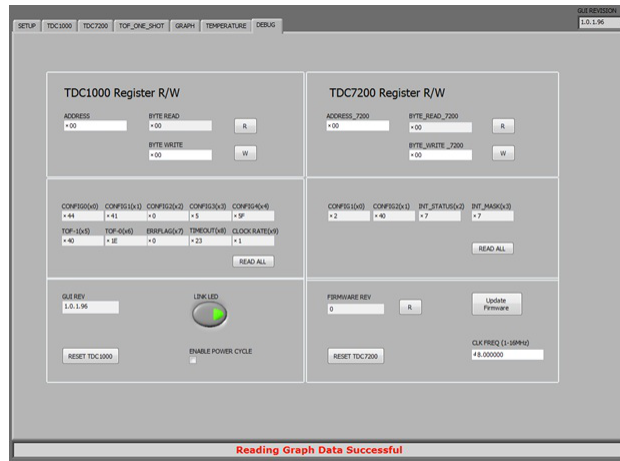 GUI REVISION
1.0.1.96
SETUP TDC1000 TDC7200 TOF_ONE_SHOT GRAPH TEMPERATURE DEBUG
TDC1000 Register R/W
ADDRESS BYTE READ
×00 ×00 R
BYTE WRITE
×00 W
TDC7200 Register R/W
ADDRESS_7200 BYTE_READ_7200
×00 ×00 R
BYTE_WRITE _7200
×00 W
CONFIG0(x0) CONFIG1(x1) CONFIG2(x2) CONFIG3(x3) CONFIG4(x4)
×44 ×41 ×0 ×5 ×5F
TOF-1(x5) TOF-0(x6) ERRFLAG(x7) TIMEOUT(x8) CLOCK RATE(x9)
×40 ×1E ×0 ×23 ×1
READ ALL
CONFIG1(x0) CONFIG2(x1) INT_STATUS(x2) INT_MASK(x3)
×2 ×40 ×7 ×7
READ ALL
GUI REV LINK LED
1.0.1.96
RESET TDC1000 ENABLE POWER CYCLE
FIRMWARE REV
0 R Update
Firmware
CLK FREQ (1-16MHz)
RESET TDC7200 d 8.000000
Reading Graph Data Successful